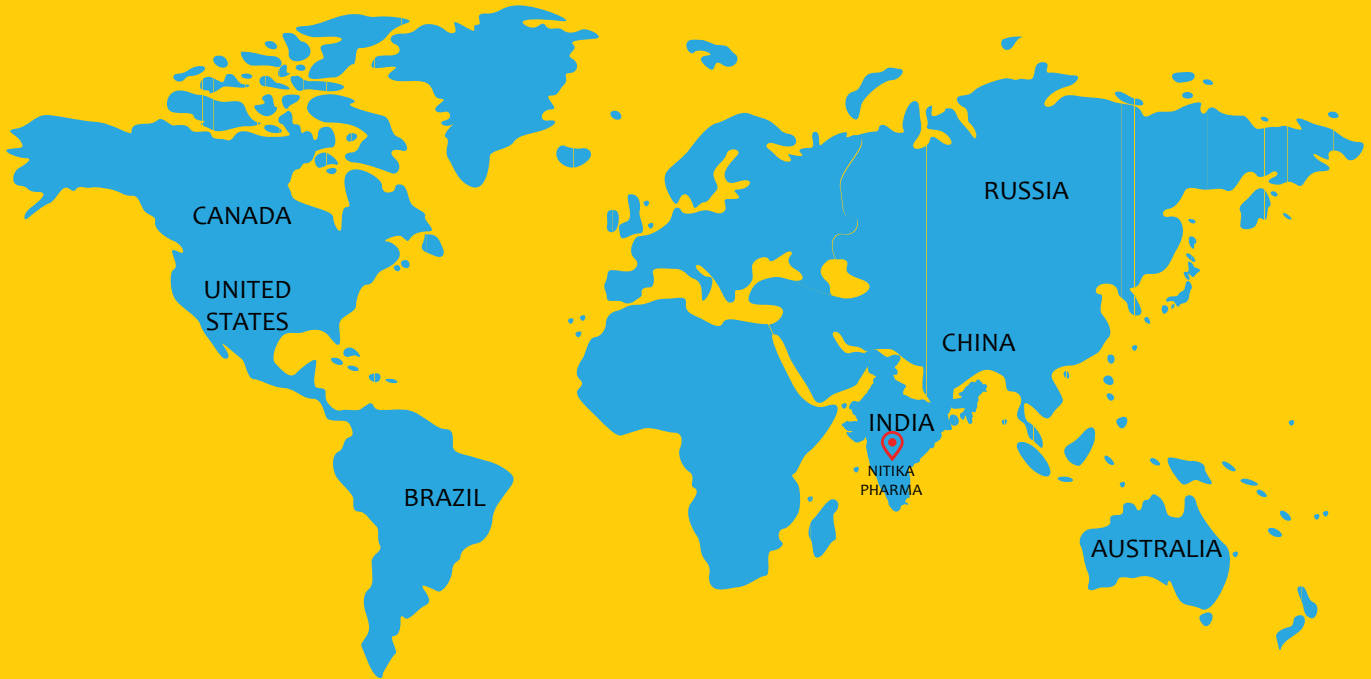 RUSSIA
CANADA
UNITED
STATES
CHINA
INDIA
NITIKA
PHARMA
BRAZIL
AUSTRALIA